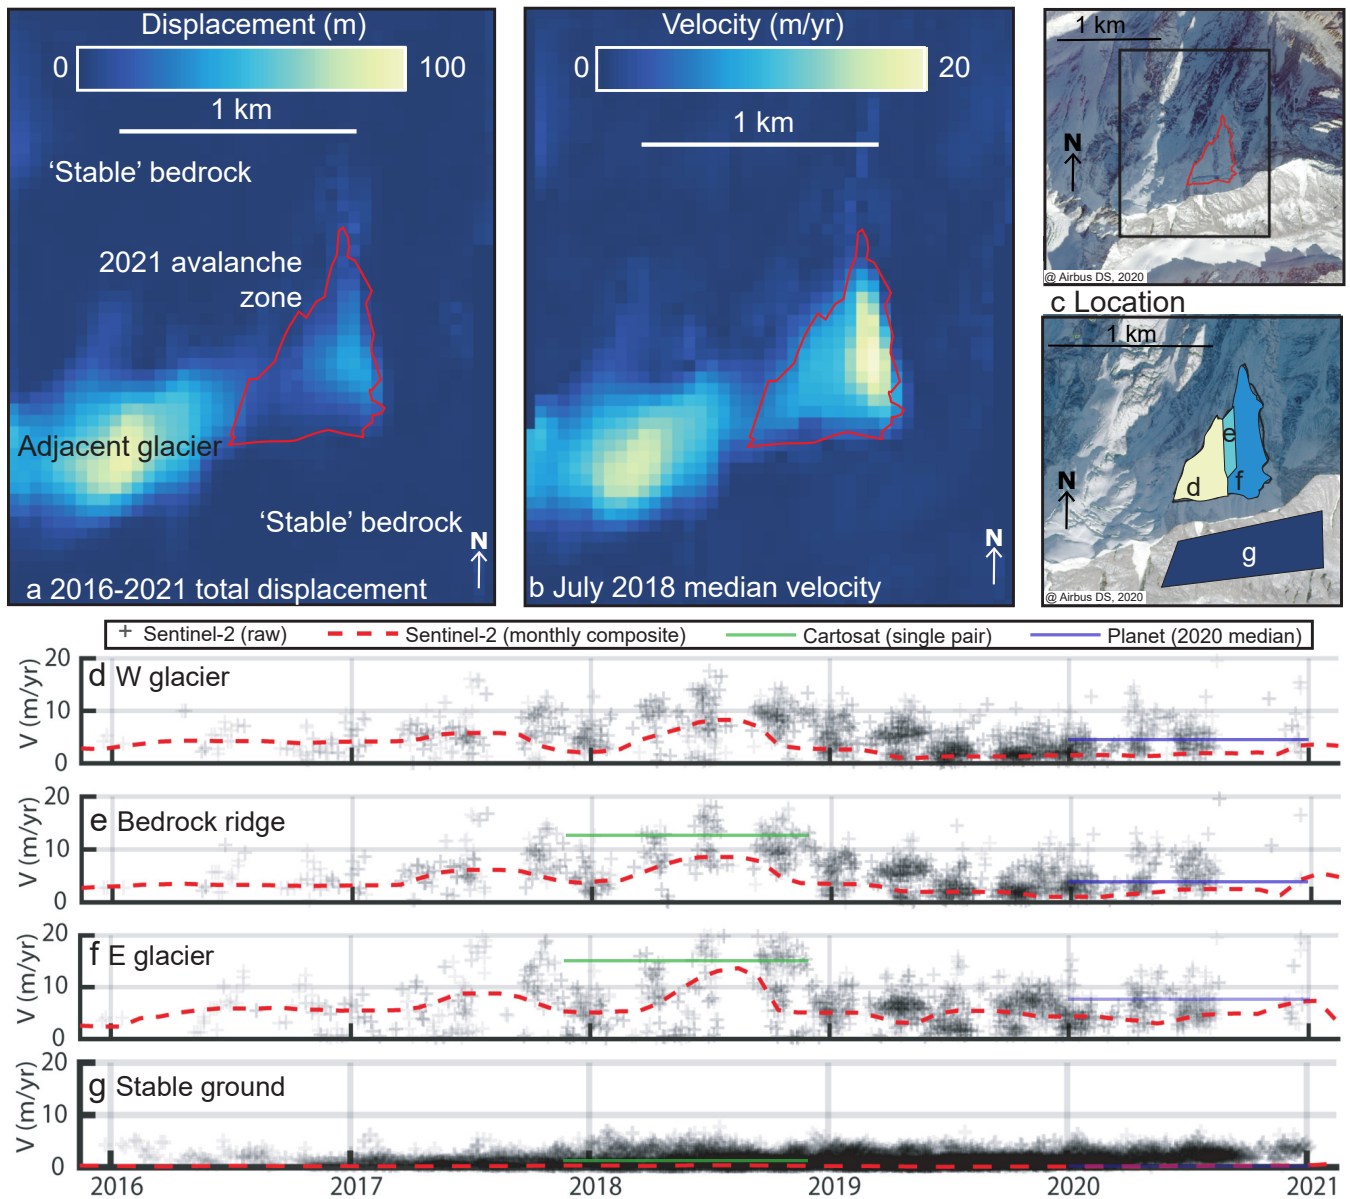 Displacement (m)
0 100
1 km
'Stable' bedrock
2021 avalanche
zone
Adjacent glacier
'Stable' bedrock
N
a 2016-2021 total displacement
Velocity (m/yr)
0 20
1 km
N
b July 2018 median velocity
1 km
N
@ Airbus DS, 2020
c Location
1 km
N
d
e
f
g
@ Airbus DS, 2020
+ Sentinel-2 (raw) Sentinel-2 (monthly composite) Cartosat (single pair) Planet (2020 median)
V (m/yr)
20
10
0
d W glacier
V (m/yr)
20
10
0
e Bedrock ridge
V (m/yr)
20
10
0
f E glacier
V (m/yr)
20
10
0
g Stable ground
2016 2017 2018 2019 2020 2021